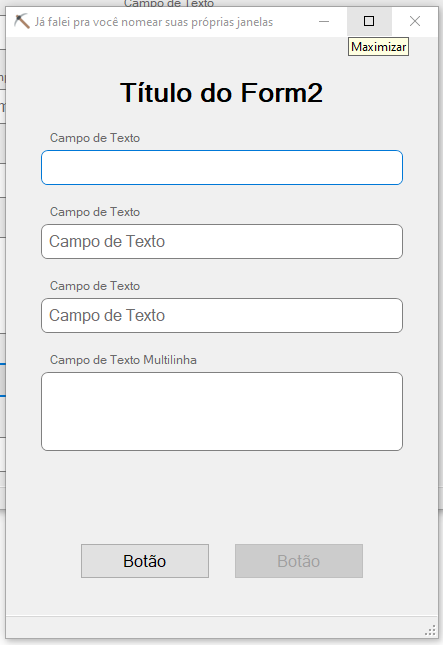 Campo de Texto
Já falei pra você nomear suas próprias janelas
Maximizar
Título do Form2
Campo de Texto
Campo de Texto
Campo de Texto
Campo de Texto
Campo de Texto
Campo de Texto Multilinha
Botão
Botão